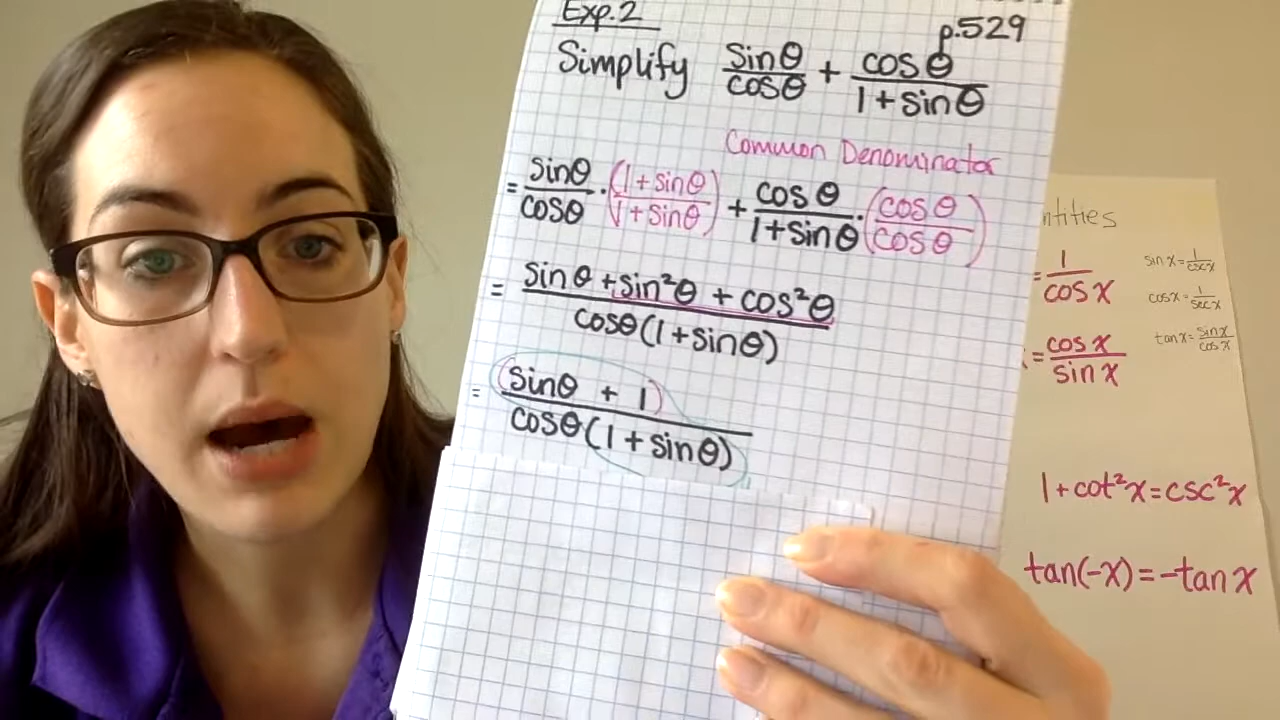 Exp.2
p.529
Simplify sinθ/cosθ + cosθ/1+sinθ
Common Denominator
= sinθ/cosθ · (1+sinθ/1+sinθ) + cosθ/1+sinθ · (cosθ/cosθ)
= sinθ+sin²θ + cos²θ/cosθ(1+sinθ)
= (sinθ + 1)/cosθ(1+sinθ)
= 1/cos x
= cos x/sin x
sin x = 1/csc x
cos x = 1/sec x
tan x = sin x/cos x
1+cot²x=csc²x
tan(-x)=-tan x